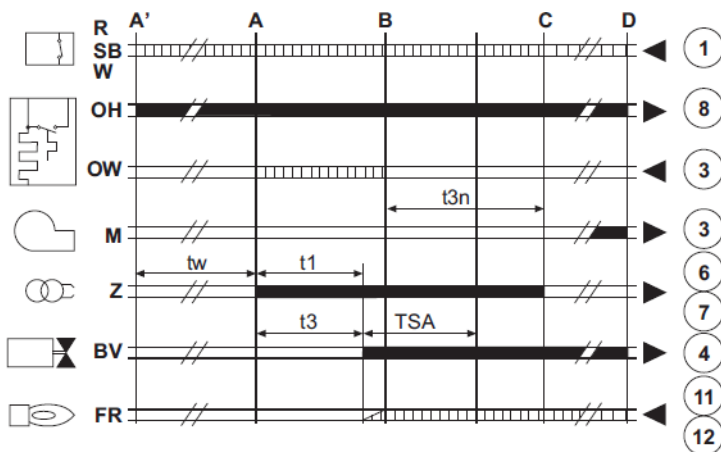 R A' A B C D
SB 1
W
OH 8
OW 3
t3n
M 3
tw t1 6
Z 7
t3 TSA
BV 4
11
FR 12